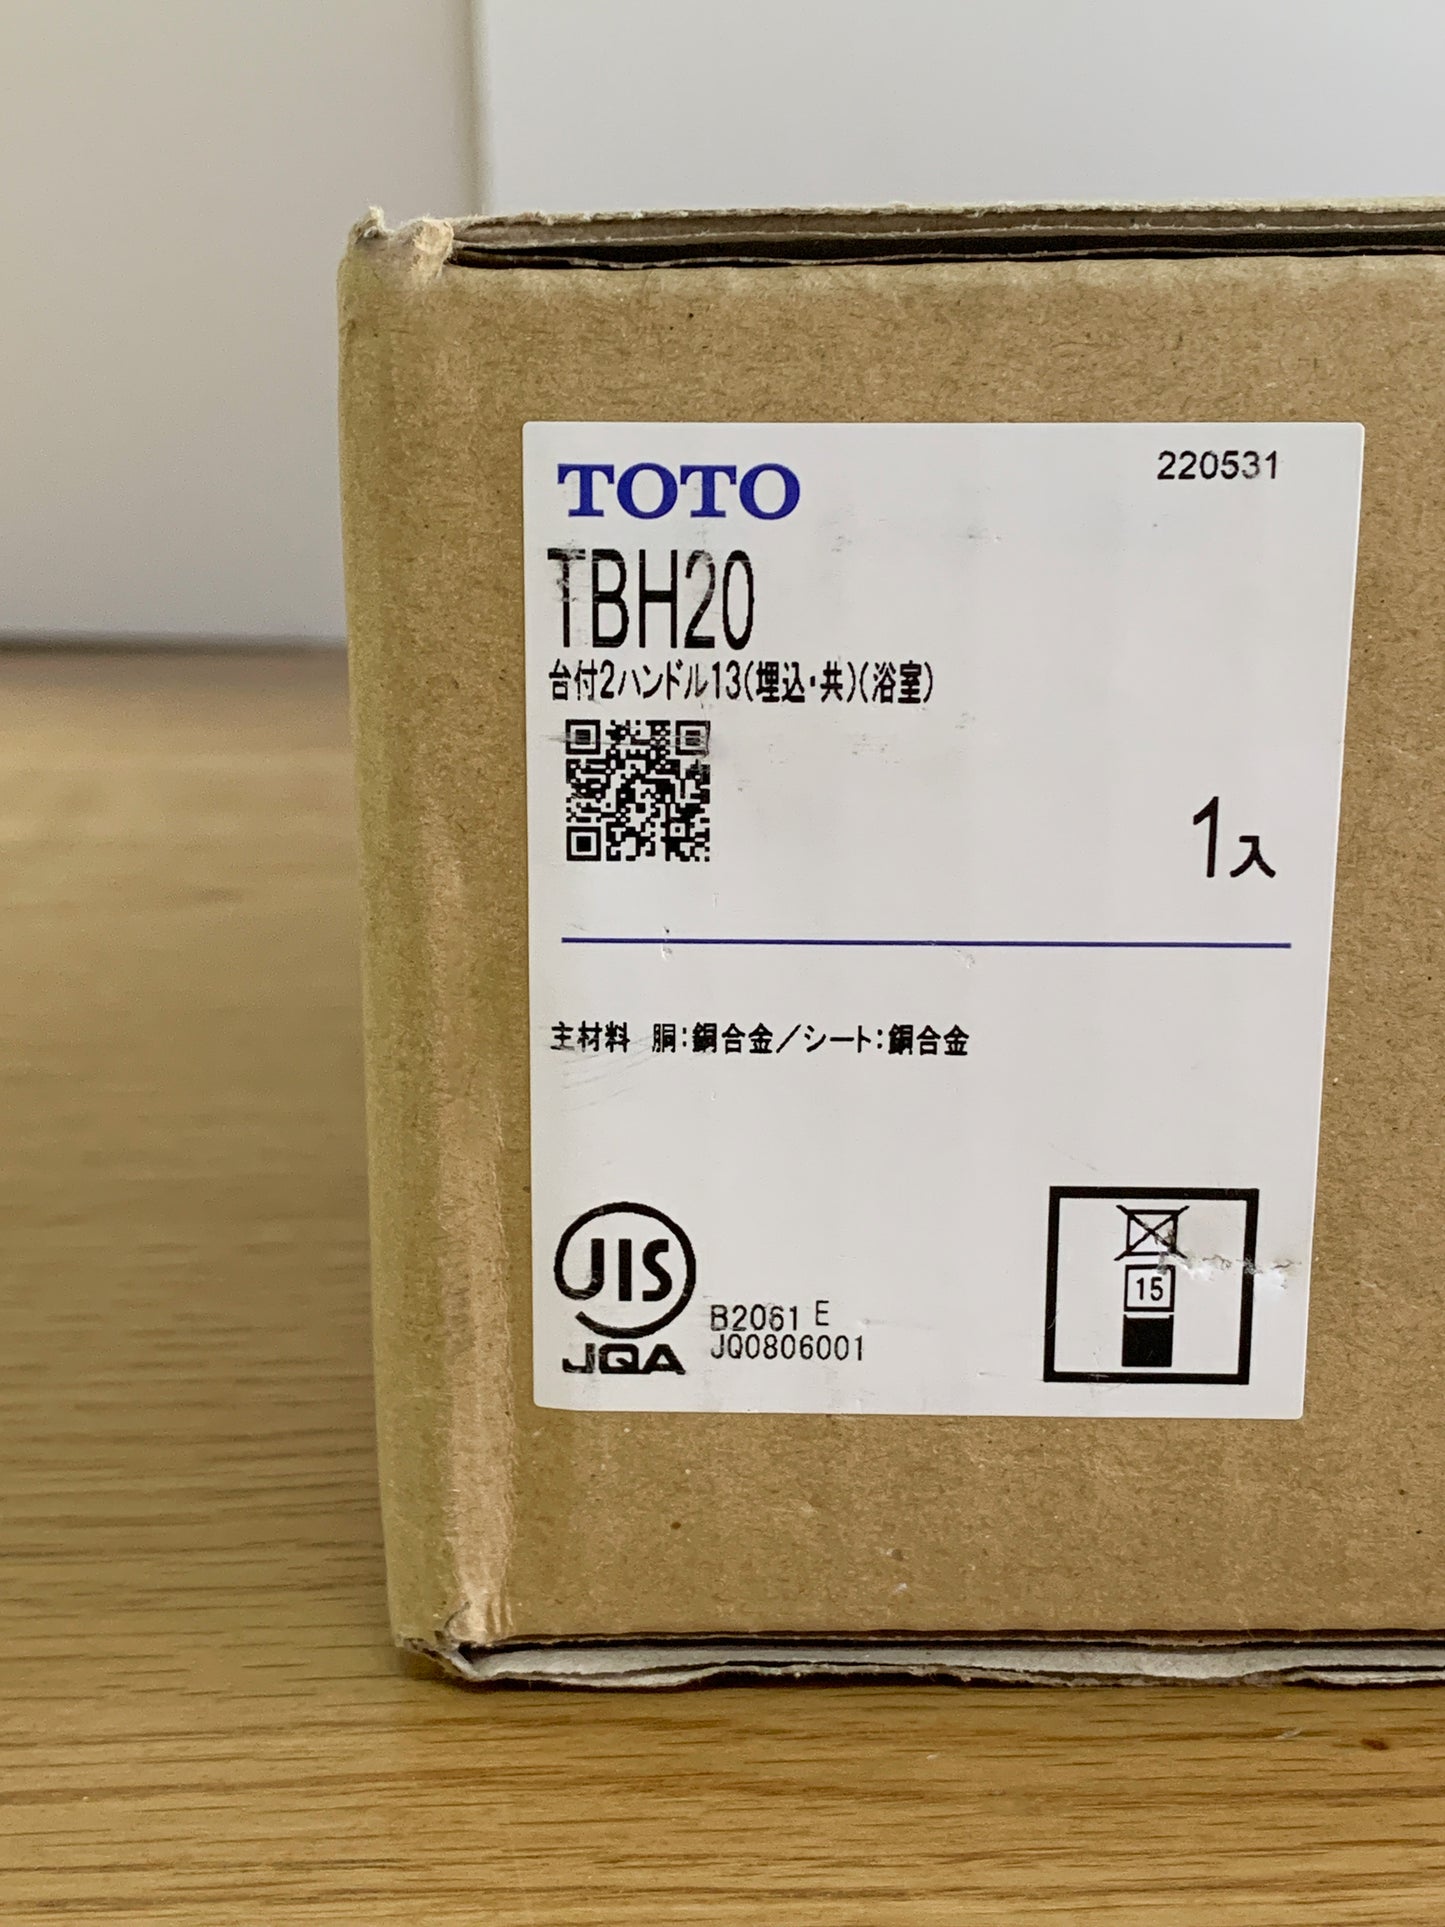 TOTO
220531
TBH20
台付2ハンドル13(埋込・共)(浴室)
1入
主材料 胴:銅合金/シート:銅合金
JIS
JQA
B2061 E
JQ0806001
15